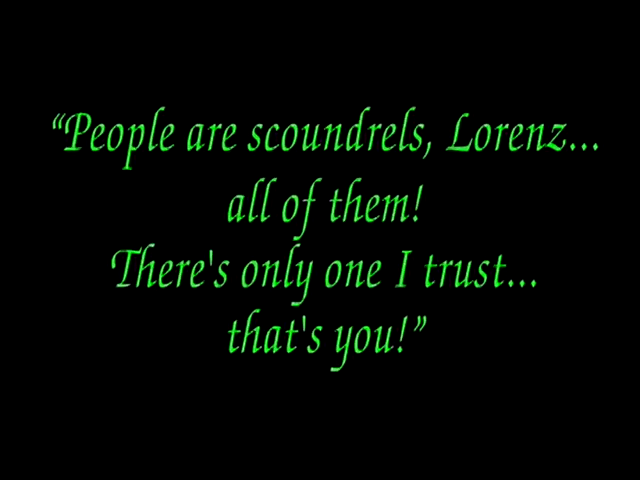 “People are scoundrels, Lorenz...
all of them!
There's only one I trust...
that's you!”